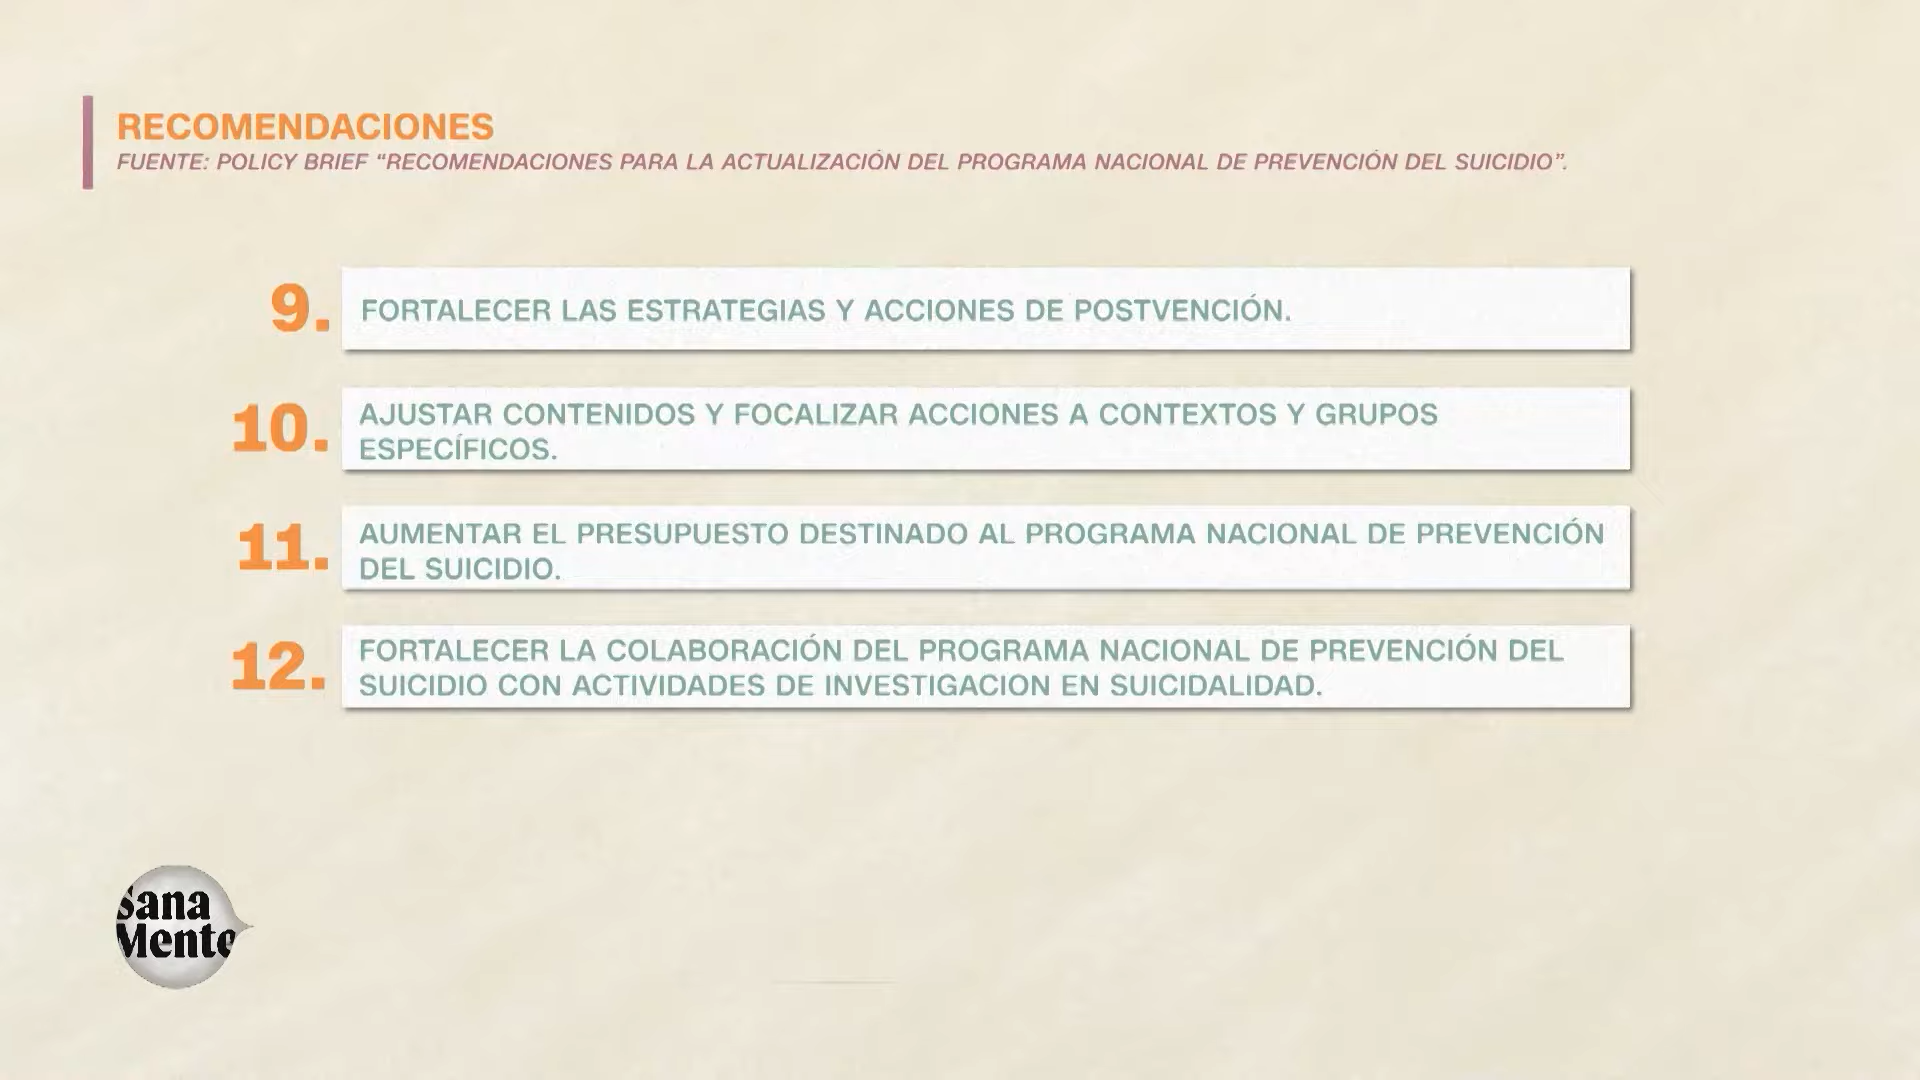 RECOMENDACIONES
FUENTE: POLICY BRIEF “RECOMENDACIONES PARA LA ACTUALIZACIÓN DEL PROGRAMA NACIONAL DE PREVENCIÓN DEL SUICIDIO”.
9. FORTALECER LAS ESTRATEGIAS Y ACCIONES DE POSTVENCIÓN.
10. AJUSTAR CONTENIDOS Y FOCALIZAR ACCIONES A CONTEXTOS Y GRUPOS
ESPECÍFICOS.
11. AUMENTAR EL PRESUPUESTO DESTINADO AL PROGRAMA NACIONAL DE PREVENCIÓN
DEL SUICIDIO.
12. FORTALECER LA COLABORACIÓN DEL PROGRAMA NACIONAL DE PREVENCIÓN DEL
SUICIDIO CON ACTIVIDADES DE INVESTIGACION EN SUICIDALIDAD.
Sana
Mente